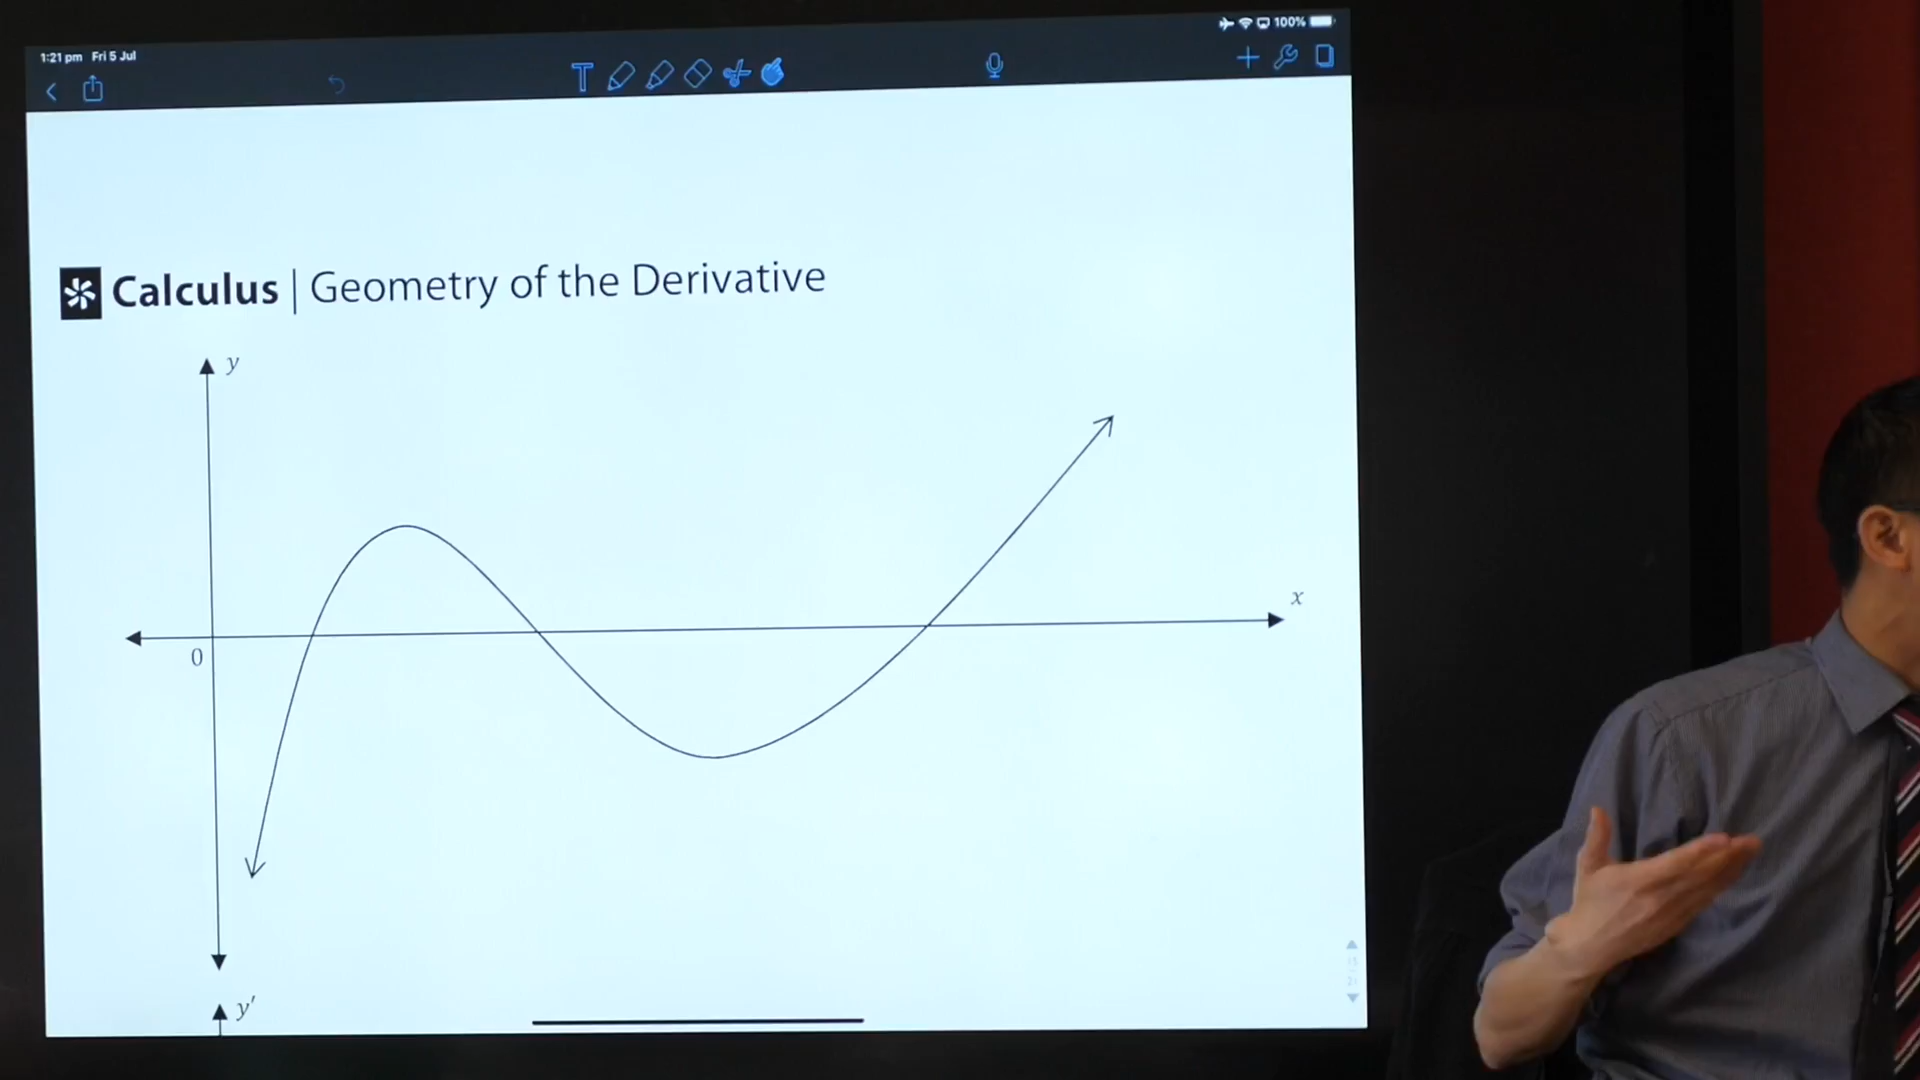 1:21 pm Fri 5 Jul
100%
T
Calculus | Geometry of the Derivative
y
x
0
y′